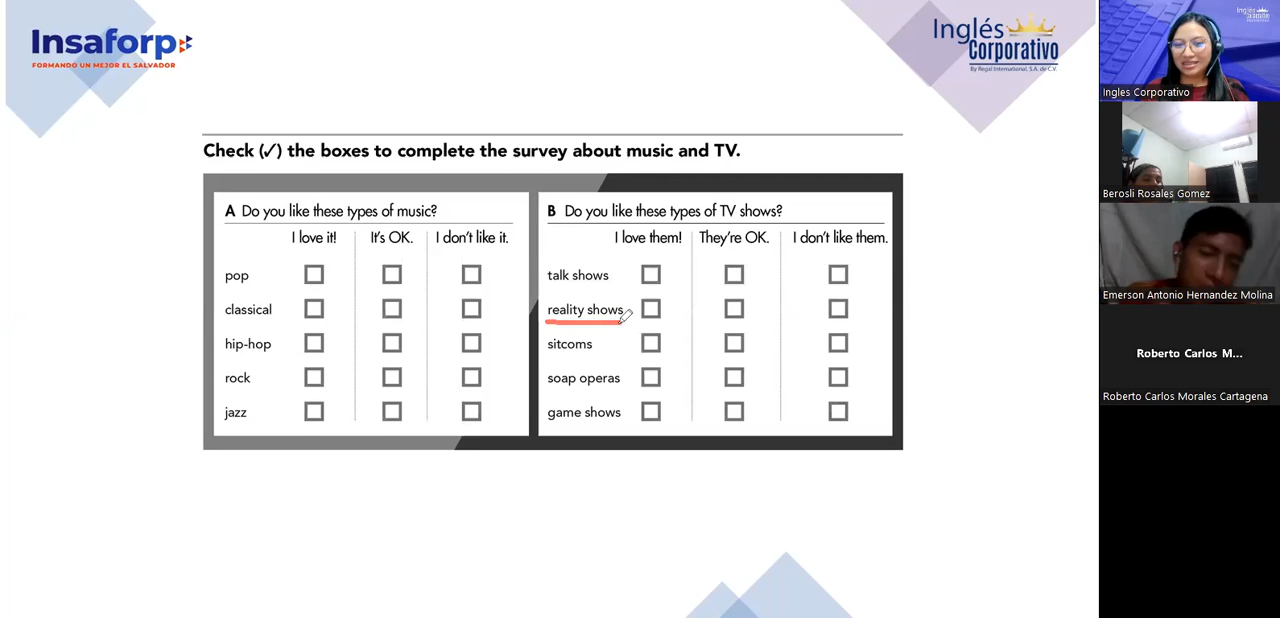 Insaforp
FORMANDO UN MEJOR EL SALVADOR
Inglés
Corporativo
By Regal International, S.A. de C.V.
Check (✓) the boxes to complete the survey about music and TV.
A Do you like these types of music?
I love it! It's OK. I don't like it.
pop
classical
hip-hop
rock
jazz
B Do you like these types of TV shows?
I love them! They're OK. I don't like them.
talk shows
reality shows
sitcoms
soap operas
game shows
Ingles Corporativo
Berosli Rosales Gomez
Emerson Antonio Hernandez Molina
Roberto Carlos M...
Roberto Carlos Morales Cartagena